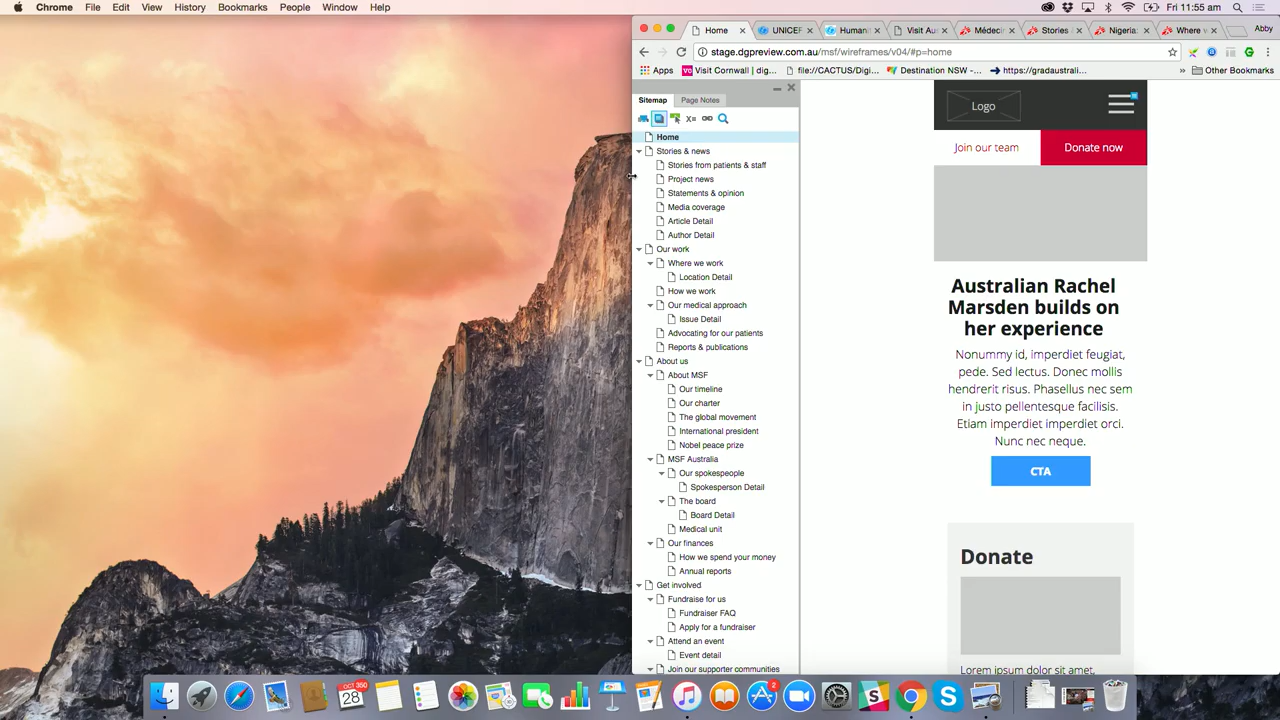 Chrome File Edit View History Bookmarks People Window Help Fri 11:55 am
Home UNICEF Humani Visit Aus Médecin Stories Nigeria: Where w Abby
stage.dgpreview.com.au/msf/wireframes/v04/#p=home
Apps Visit Cornwall | dig... file://CACTUS/Digi... Destination NSW -... https://gradaustrali... » Other Bookmarks
Sitemap Page Notes
Home
Stories & news
Stories from patients & staff
Project news
Statements & opinion
Media coverage
Article Detail
Author Detail
Our work
Where we work
Location Detail
How we work
Our medical approach
Issue Detail
Advocating for our patients
Reports & publications
About us
About MSF
Our timeline
Our charter
The global movement
International president
Nobel peace prize
MSF Australia
Our spokespeople
Spokesperson Detail
The board
Board Detail
Medical unit
Our finances
How we spend your money
Annual reports
Get involved
Fundraise for us
Fundraiser FAQ
Apply for a fundraiser
Attend an event
Event detail
Join our supporter communities
Logo
Join our team Donate now
Australian Rachel
Marsden builds on
her experience
Nonummy id, imperdiet feugiat,
pede. Sed lectus. Donec mollis
hendrerit risus. Phasellus nec sem
in justo pellentesque facilisis.
Etiam imperdiet imperdiet orci.
Nunc nec neque.
CTA
Donate
Lorem ipsum dolor sit amet,